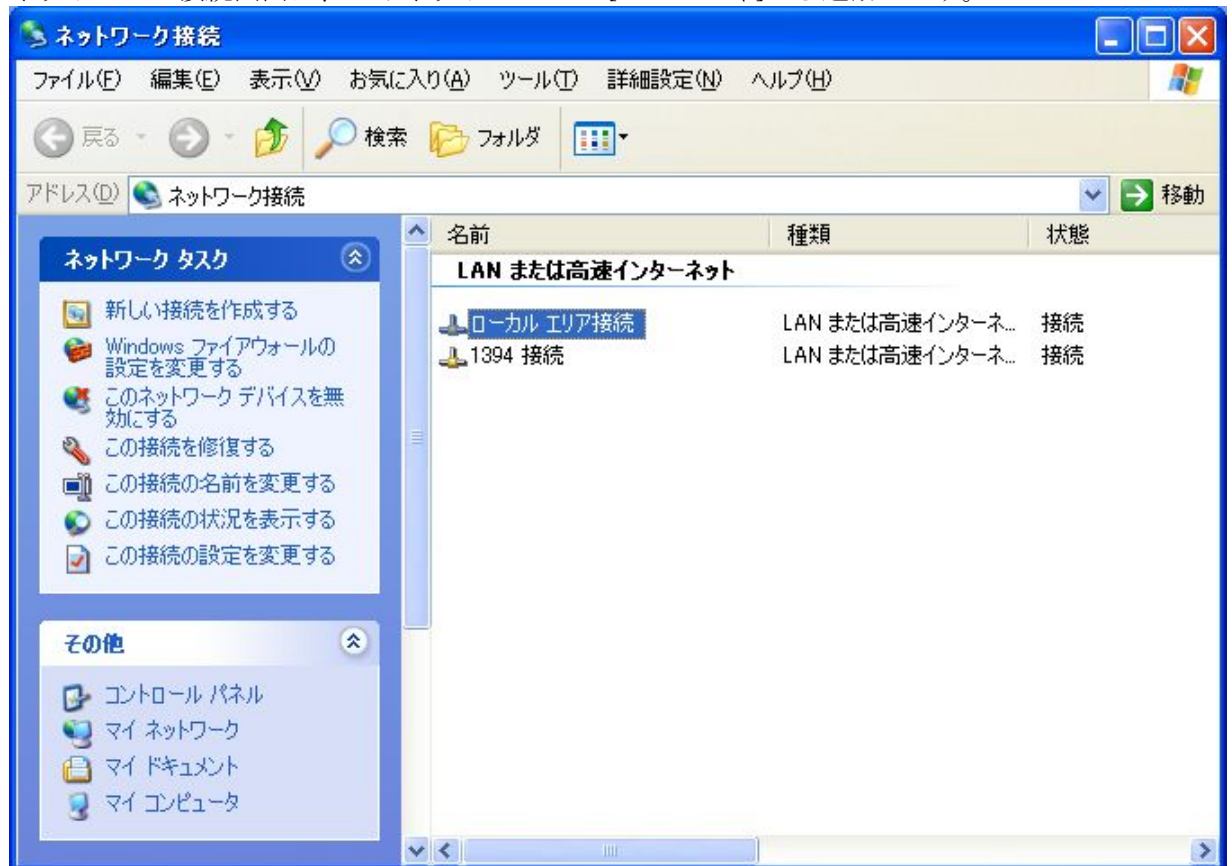 ネットワーク接続
ファイル(F) 編集(E) 表示(V) お気に入り(A) ツール(T) 詳細設定(N) ヘルプ(H)
戻る 検索 フォルダ
アドレス(D) ネットワーク接続 移動
ネットワーク タスク
新しい接続を作成する
Windows ファイアウォールの
設定を変更する
このネットワーク デバイスを無
効にする
この接続を修復する
この接続の名前を変更する
この接続の状況を表示する
この接続の設定を変更する
その他
コントロール パネル
マイ ネットワーク
マイ ドキュメント
マイ コンピュータ
名前 種類 状態
LAN または高速インターネット
ローカル エリア接続 LAN または高速インターネ... 接続
1394 接続 LAN または高速インターネ... 接続